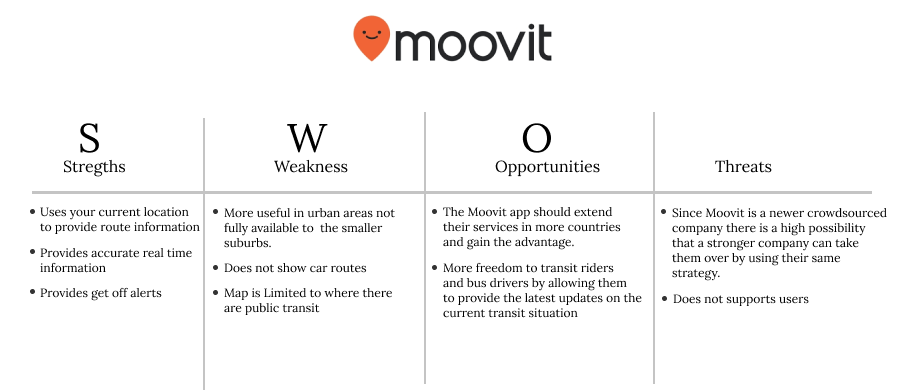 moovit
S
Stregths
W
Weakness
O
Opportunities
Threats
• Uses your current location
to provide route information
• Provides accurate real time
information
• Provides get off alerts
• More useful in urban areas not
fully available to the smaller
suburbs.
• Does not show car routes
• Map is Limited to where there
are public transit
• The Moovit app should extend
their services in more countries
and gain the advantage.
• More freedom to transit riders
and bus drivers by allowing them
to provide the latest updates on the
current transit situation
• Since Moovit is a newer crowdsourced
company there is a high possibility
that a stronger company can take
them over by using their same
strategy.
• Does not supports users